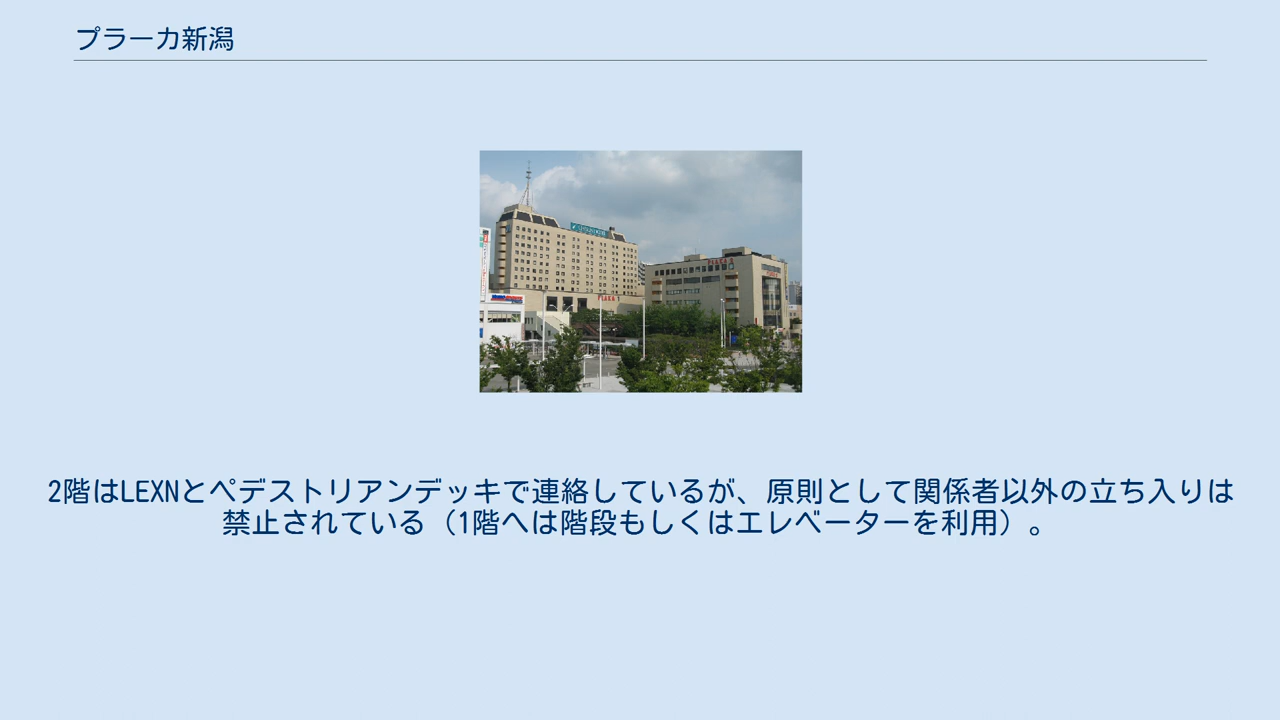 プラーカ新潟
PLAKA 1
2階はLEXNとペデストリアンデッキで連絡しているが、原則として関係者以外の立ち入りは
禁止されている（1階へは階段もしくはエレベーターを利用）。